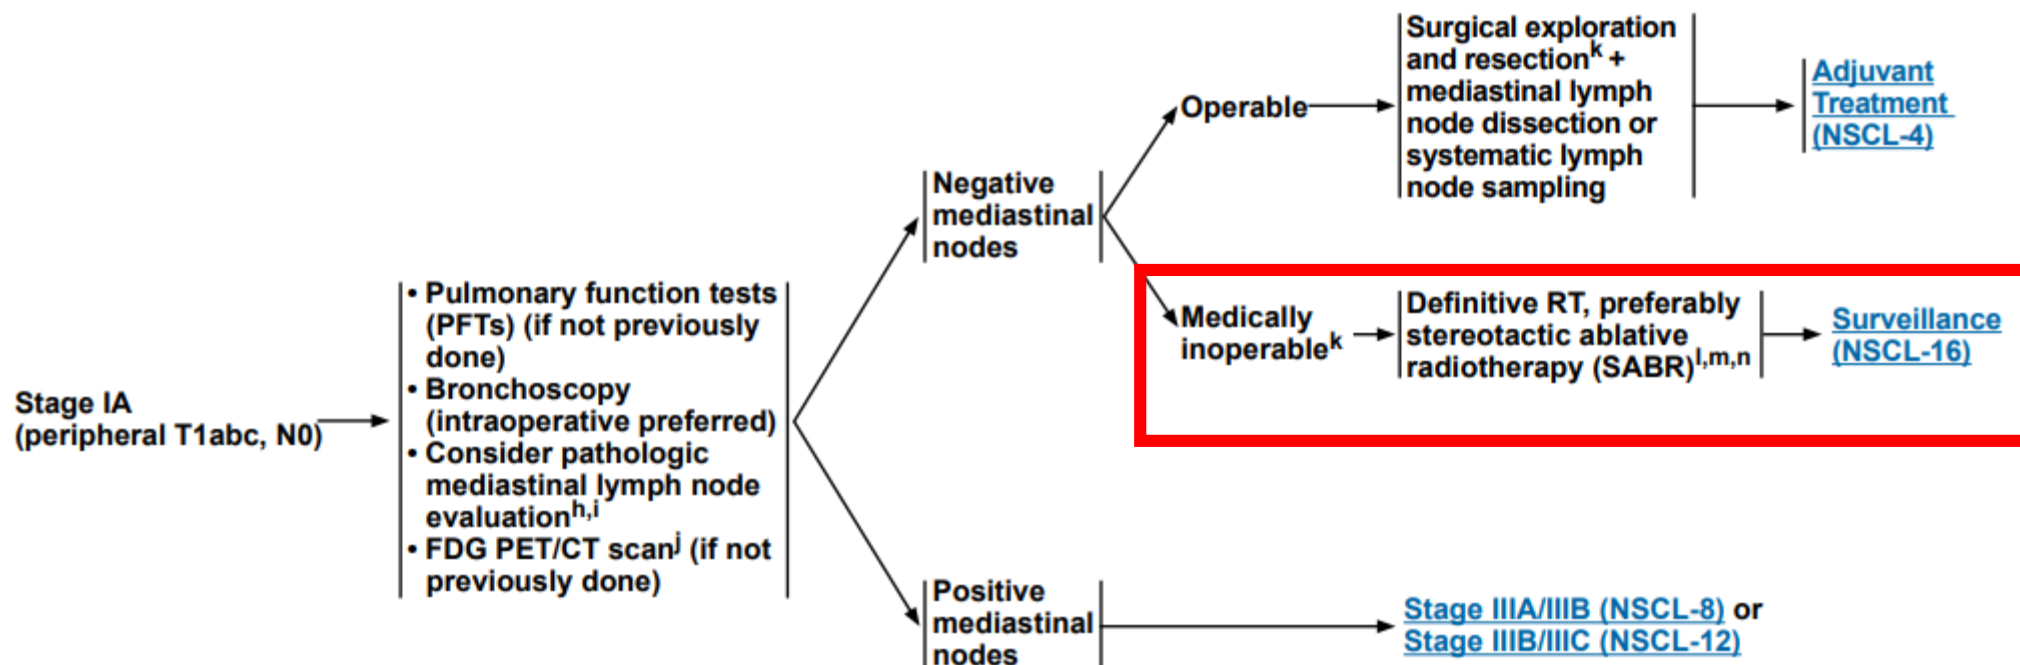 Stage IA
(peripheral T1abc, N0)
• Pulmonary function tests
(PFTs) (if not previously
done)
• Bronchoscopy
(intraoperative preferred)
• Consider pathologic
mediastinal lymph node
evaluationh,i
• FDG PET/CT scanj (if not
previously done)
Negative
mediastinal
nodes
Operable
Surgical exploration
and resectionk +
mediastinal lymph
node dissection or
systematic lymph
node sampling
Adjuvant
Treatment
(NSCL-4)
Medically
inoperablek
Definitive RT, preferably
stereotactic ablative
radiotherapy (SABR)l,m,n
Surveillance
(NSCL-16)
Positive
mediastinal
nodes
Stage IIIA/IIIB (NSCL-8) or
Stage IIIB/IIIC (NSCL-12)